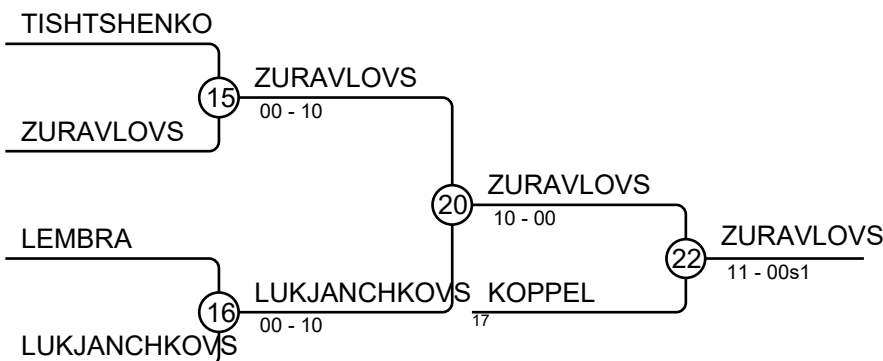 TISHTSHENKO
15
ZURAVLOVS
00 - 10
ZURAVLOVS
20
ZURAVLOVS
10 - 00
LEMBRA
22
ZURAVLOVS
11 - 00s1
16
LUKJANCHKOVS
00 - 10
KOPPEL
17
LUKJANCHKOVS